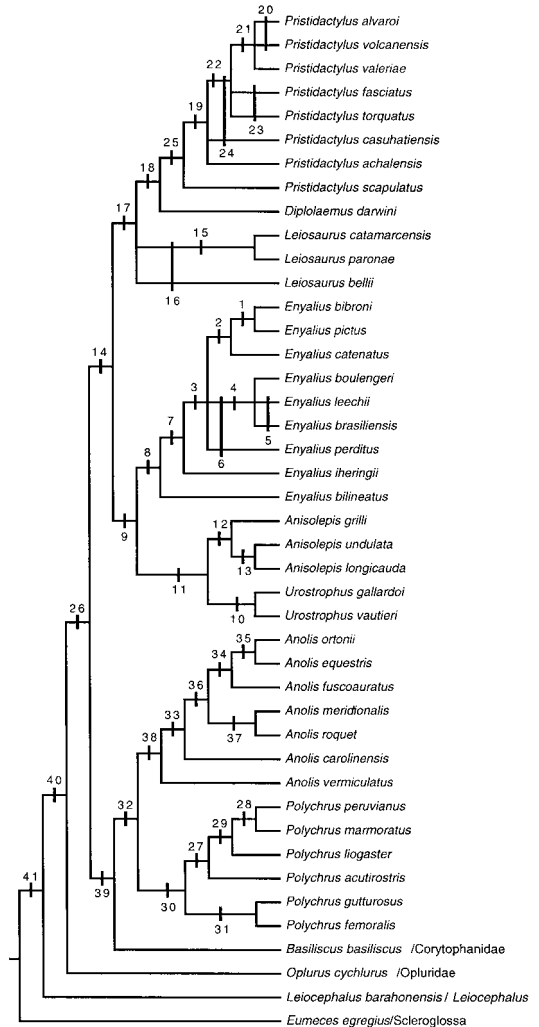 20
Pristidactylus alvaroi
21
Pristidactylus volcanensis
22
Pristidactylus valeriae
Pristidactylus fasciatus
19
Pristidactylus torquatus
23
25
Pristidactylus casuhatiensis
24
18
Pristidactylus achalensis
Pristidactylus scapulatus
17
Diplolaemus darwini
15
Leiosaurus catamarcensis
Leiosaurus paronae
Leiosaurus bellii
16
1
Enyalius bibroni
2
Enyalius pictus
14
Enyalius catenatus
3
4
Enyalius boulengeri
Enyalius leechii
7
Enyalius brasiliensis
5
8
Enyalius perditus
6
Enyalius iheringii
Enyalius bilineatus
9
12
Anisolepis grilli
Anisolepis undulata
13
Anisolepis longicauda
11
Urostrophus gallardoi
10
26
Urostrophus vautieri
35
Anolis ortonii
34
Anolis equestris
36
Anolis fuscoauratus
33
Anolis meridionalis
37
Anolis roquet
38
Anolis carolinensis
40
Anolis vermiculatus
32
28
Polychrus peruvianus
29
Polychrus marmoratus
27
Polychrus liogaster
41
39
Polychrus acutirostris
30
Polychrus gutturosus
31
Polychrus femoralis
Basiliscus basiliscus /Corytophanidae
Oplurus cychlurus /Opluridae
Leiocephalus barahonensis / Leiocephalus
Eumeces egregius/Scleroglossa